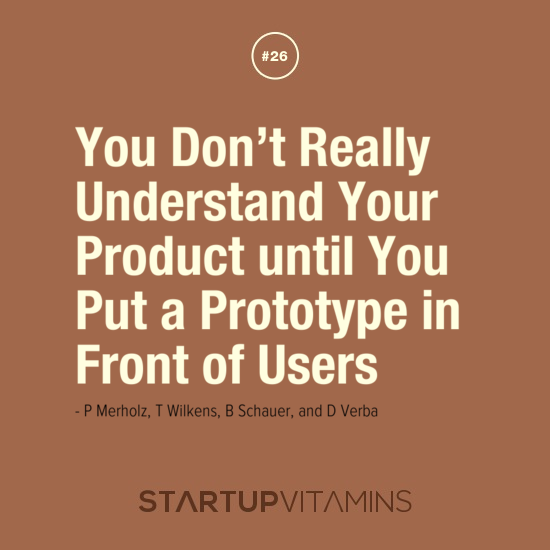 #26
You Don’t Really
Understand Your
Product until You
Put a Prototype in
Front of Users
- P Merholz, T Wilkens, B Schauer, and D Verba
STARTUPVITAMINS